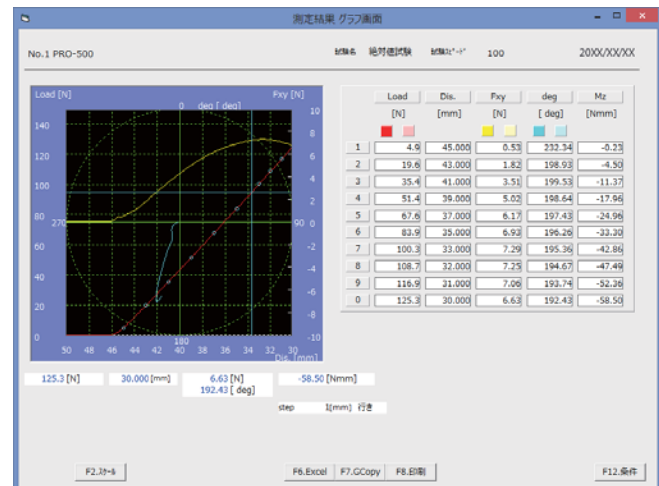 測定結果 グラフ画面
No.1 PRO-500 試験名 絶対値試験 試験ｽﾋﾟｰﾄﾞ 100 20XX/XX/XX
Load [N] Fxy [N]
0 deg [ deg]
10
140
8
120
6
100
4
2
80 270 90 0
-2
60
-4
40
-6
20
-8
0 180 -10
50 48 46 44 42 40 38 36 34 32 30
Dis. [mm]
Load Dis. Fxy deg Mz
[N] [mm] [N] [ deg] [Nmm]
1 4.9 45.000 0.53 232.34 -0.23
2 19.6 43.000 1.82 198.93 -4.50
3 35.4 41.000 3.51 199.53 -11.37
4 51.4 39.000 5.02 198.64 -17.96
5 67.6 37.000 6.17 197.43 -24.96
6 83.9 35.000 6.93 196.26 -33.30
7 100.3 33.000 7.29 195.36 -42.86
8 108.7 32.000 7.25 194.67 -47.49
9 116.9 31.000 7.06 193.74 -52.36
0 125.3 30.000 6.63 192.43 -58.50
125.3 [N] 30.000 [mm] 6.63 [N] -58.50 [Nmm]
192.43 [ deg]
step 1[mm] 行き
F2.ｽｹｰﾙ F6.Excel F7.GCopy F8.印刷 F12.条件